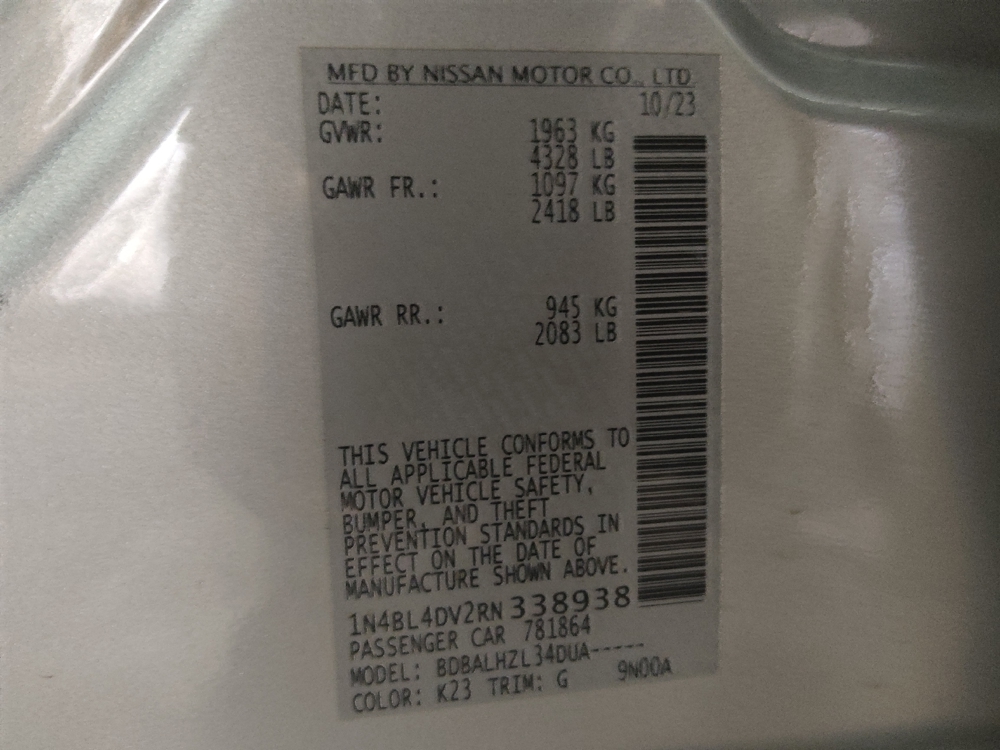 MFD BY NISSAN MOTOR CO., LTD.
DATE: 10/23
GVWR: 1963 KG
4328 LB
GAWR FR.: 1097 KG
2418 LB
GAWR RR.: 945 KG
2083 LB
THIS VEHICLE CONFORMS TO
ALL APPLICABLE FEDERAL
MOTOR VEHICLE SAFETY,
BUMPER, AND THEFT
PREVENTION STANDARDS IN
EFFECT ON THE DATE OF
MANUFACTURE SHOWN ABOVE.
1N4BL4DV2RN338938
PASSENGER CAR 781864
MODEL: BDBALHZL34DUA-----
COLOR: K23 TRIM: G 9N00A